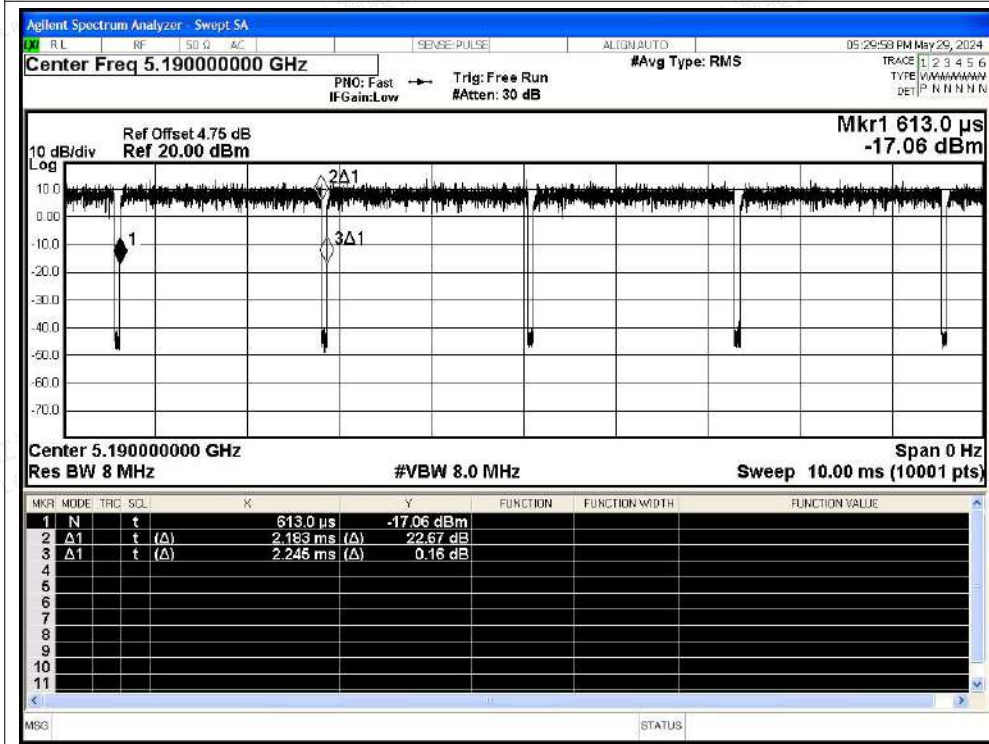 Agilent Spectrum Analyzer - Swept SA
LXI RL RF 50 Ω AC SENSE:PULSE ALIGN AUTO 05:29:58 PM May 29, 2024
Center Freq 5.190000000 GHz #Avg Type: RMS TRACE 1 2 3 4 5 6
PNO: Fast Trig: Free Run TYPE WWWWWWW
IFGain:Low #Atten: 30 dB DET P N N N N N
Mkr1 613.0 µs
Ref Offset 4.75 dB
10 dB/div Ref 20.00 dBm -17.06 dBm
Log
10.0 2Δ1
0.00
-10.0 1 3Δ1
-20.0
-30.0
-40.0
-50.0
-60.0
-70.0
Center 5.190000000 GHz Span 0 Hz
Res BW 8 MHz #VBW 8.0 MHz Sweep 10.00 ms (10001 pts)
MKR MODE TRC SCL X Y FUNCTION FUNCTION WIDTH FUNCTION VALUE
1 N t 613.0 µs -17.06 dBm
2 Δ1 t (Δ) 2.183 ms (Δ) 22.67 dB
3 Δ1 t (Δ) 2.245 ms (Δ) 0.16 dB
4
5
6
7
8
9
10
11
MSG STATUS